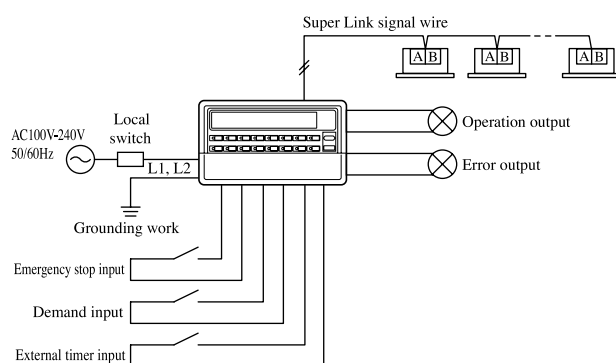 Super Link signal wire
A B
A B
A B
AC100V-240V
50/60Hz
Local
switch
L1, L2
Grounding work
Operation output
Error output
Emergency stop input
Demand input
External timer input